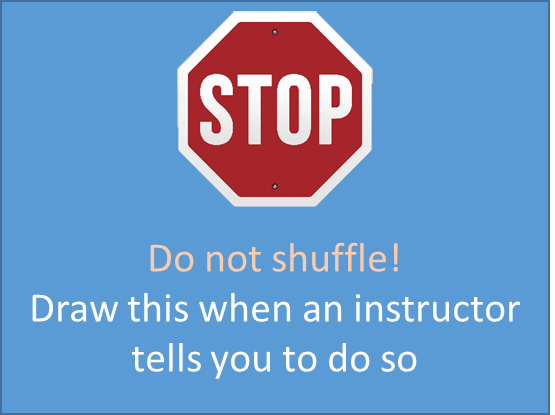 STOP
Do not shuffle!
Draw this when an instructor
tells you to do so